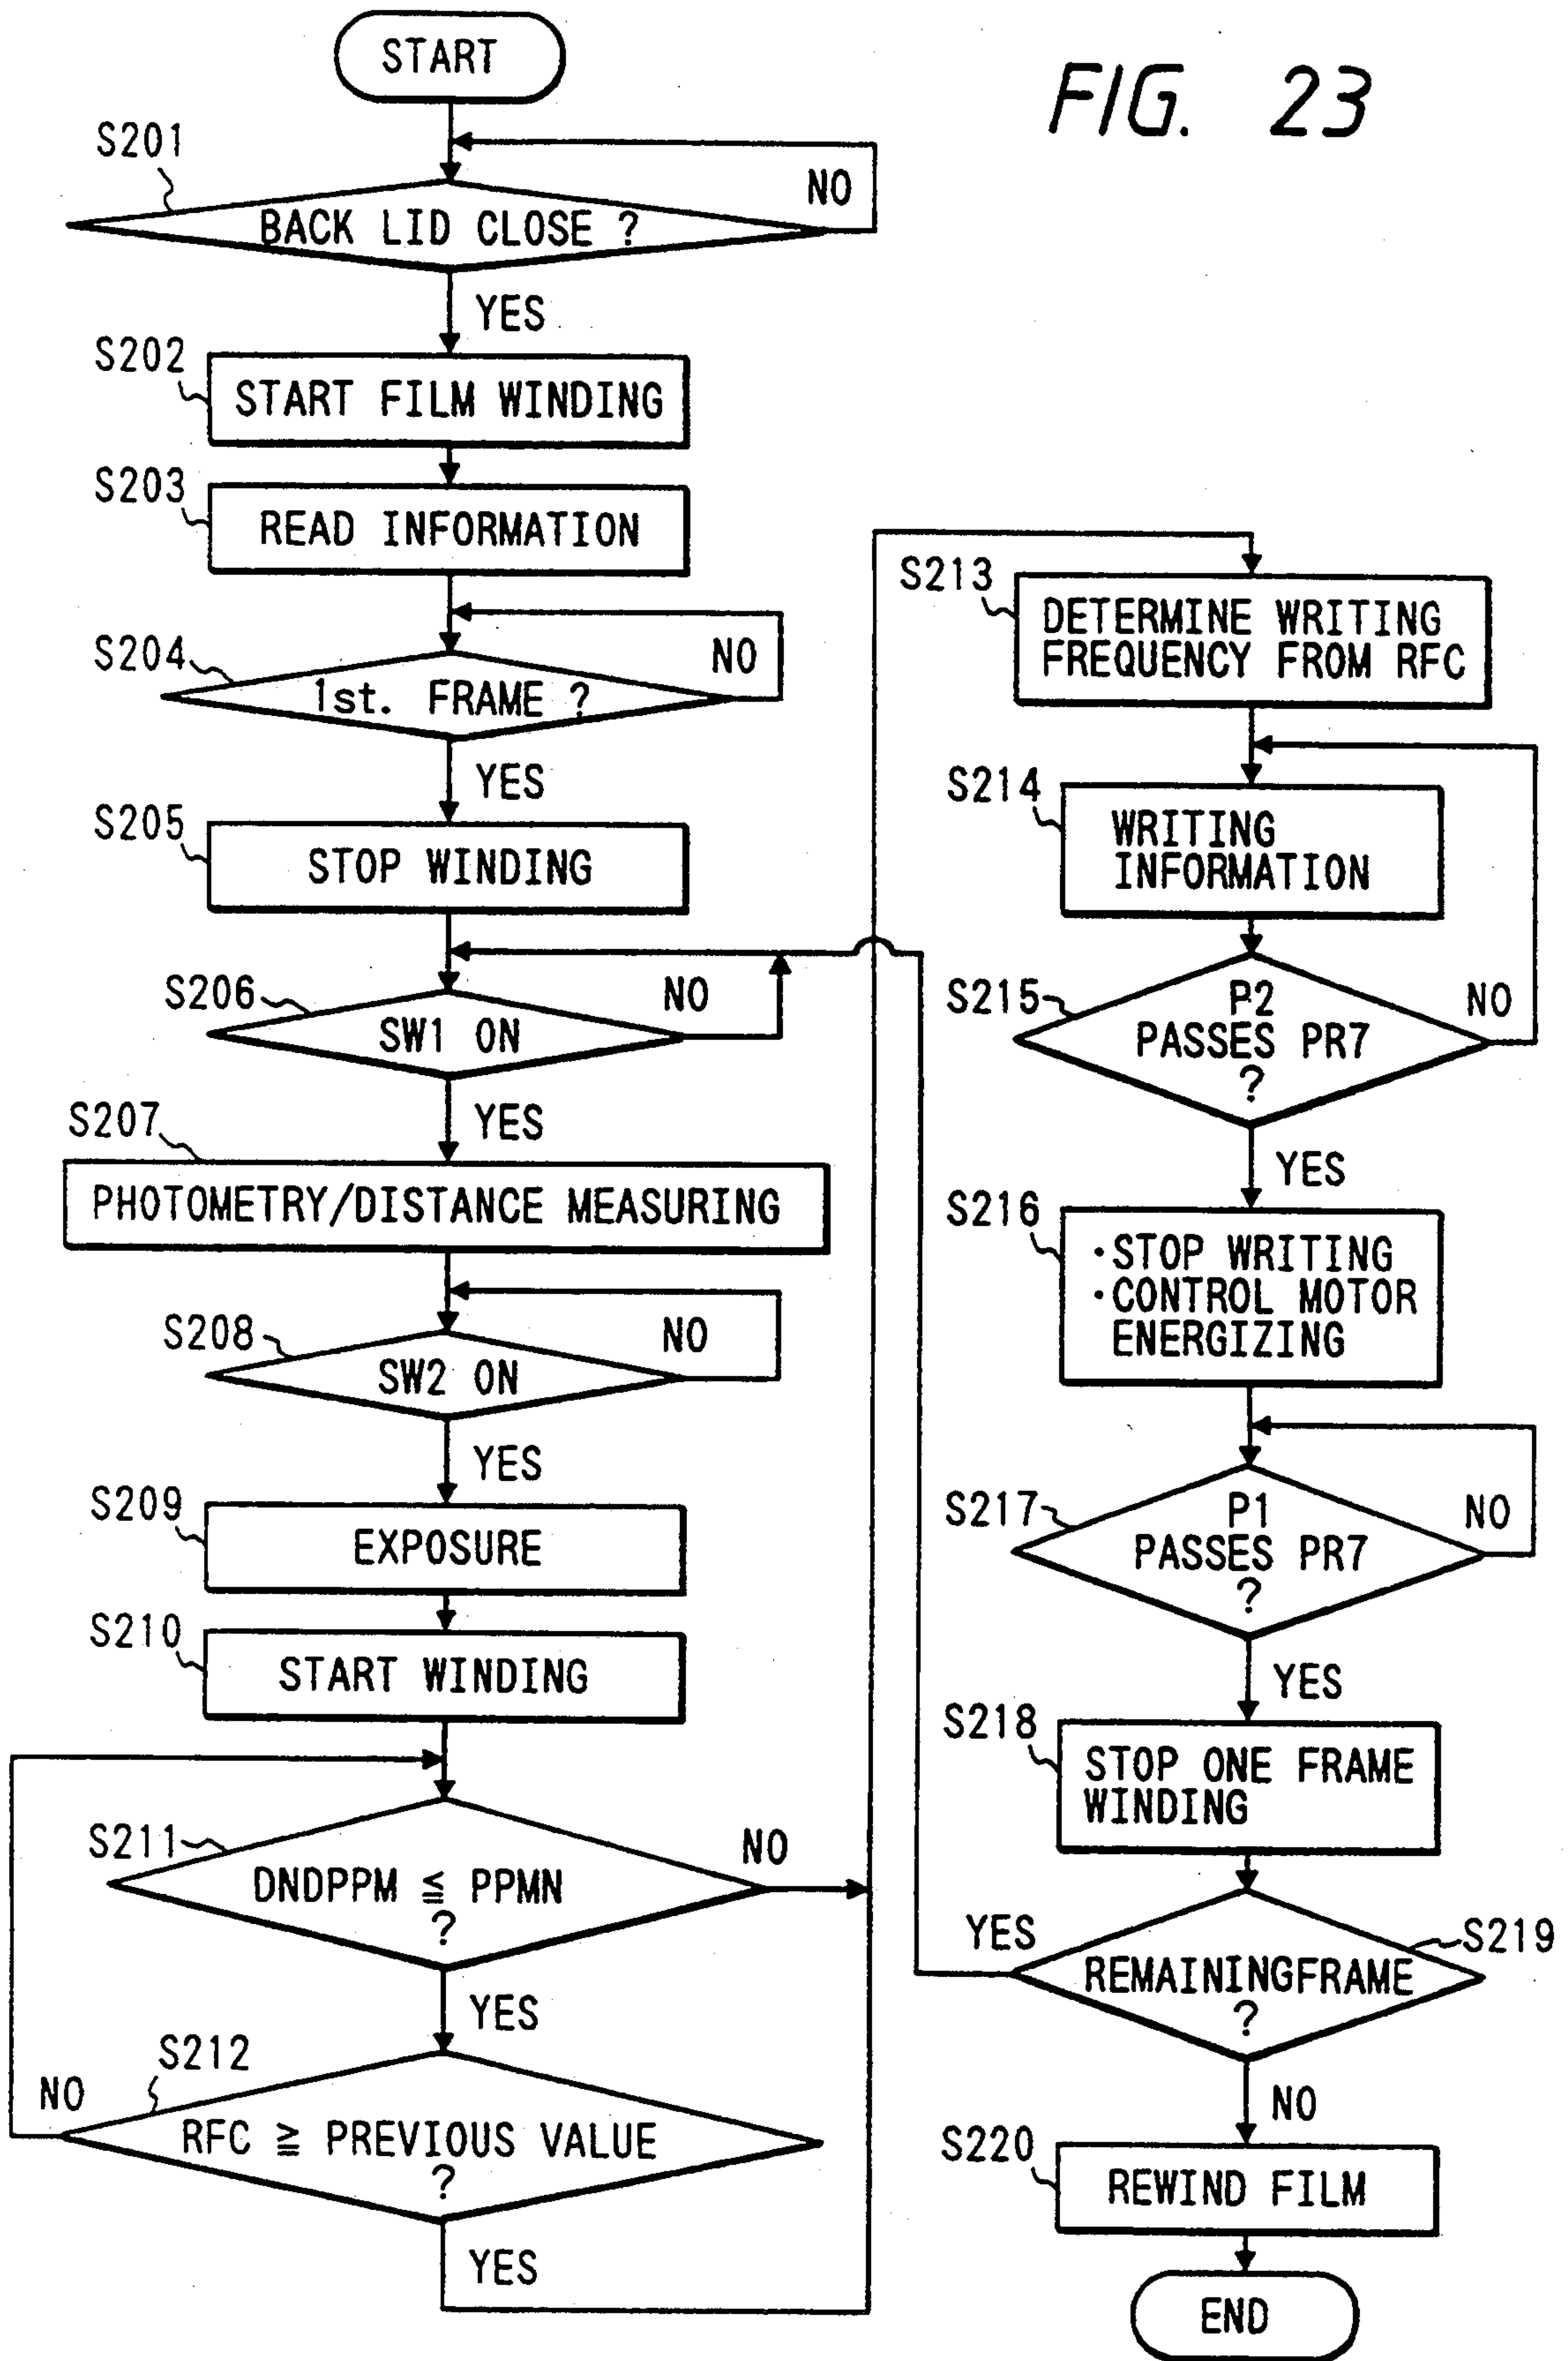 FIG. 23
START
S201
BACK LID CLOSE ?
NO
YES
S202
START FILM WINDING
S203
READ INFORMATION
S204
1st. FRAME ?
NO
YES
S205
STOP WINDING
S206
SW1 ON
NO
YES
S207
PHOTOMETRY/DISTANCE MEASURING
S208
SW2 ON
NO
YES
S209
EXPOSURE
S210
START WINDING
S211
DNDPPM ≦ PPMN
?
NO
YES
S212
NO
RFC ≧ PREVIOUS VALUE
?
YES
S213
DETERMINE WRITING
FREQUENCY FROM RFC
S214
WRITING
INFORMATION
S215
P2
PASSES PR7
?
NO
YES
S216
·STOP WRITING
·CONTROL MOTOR
ENERGIZING
S217
P1
PASSES PR7
?
NO
YES
S218
STOP ONE FRAME
WINDING
YES
S219
REMAININGFRAME
?
NO
S220
REWIND FILM
END